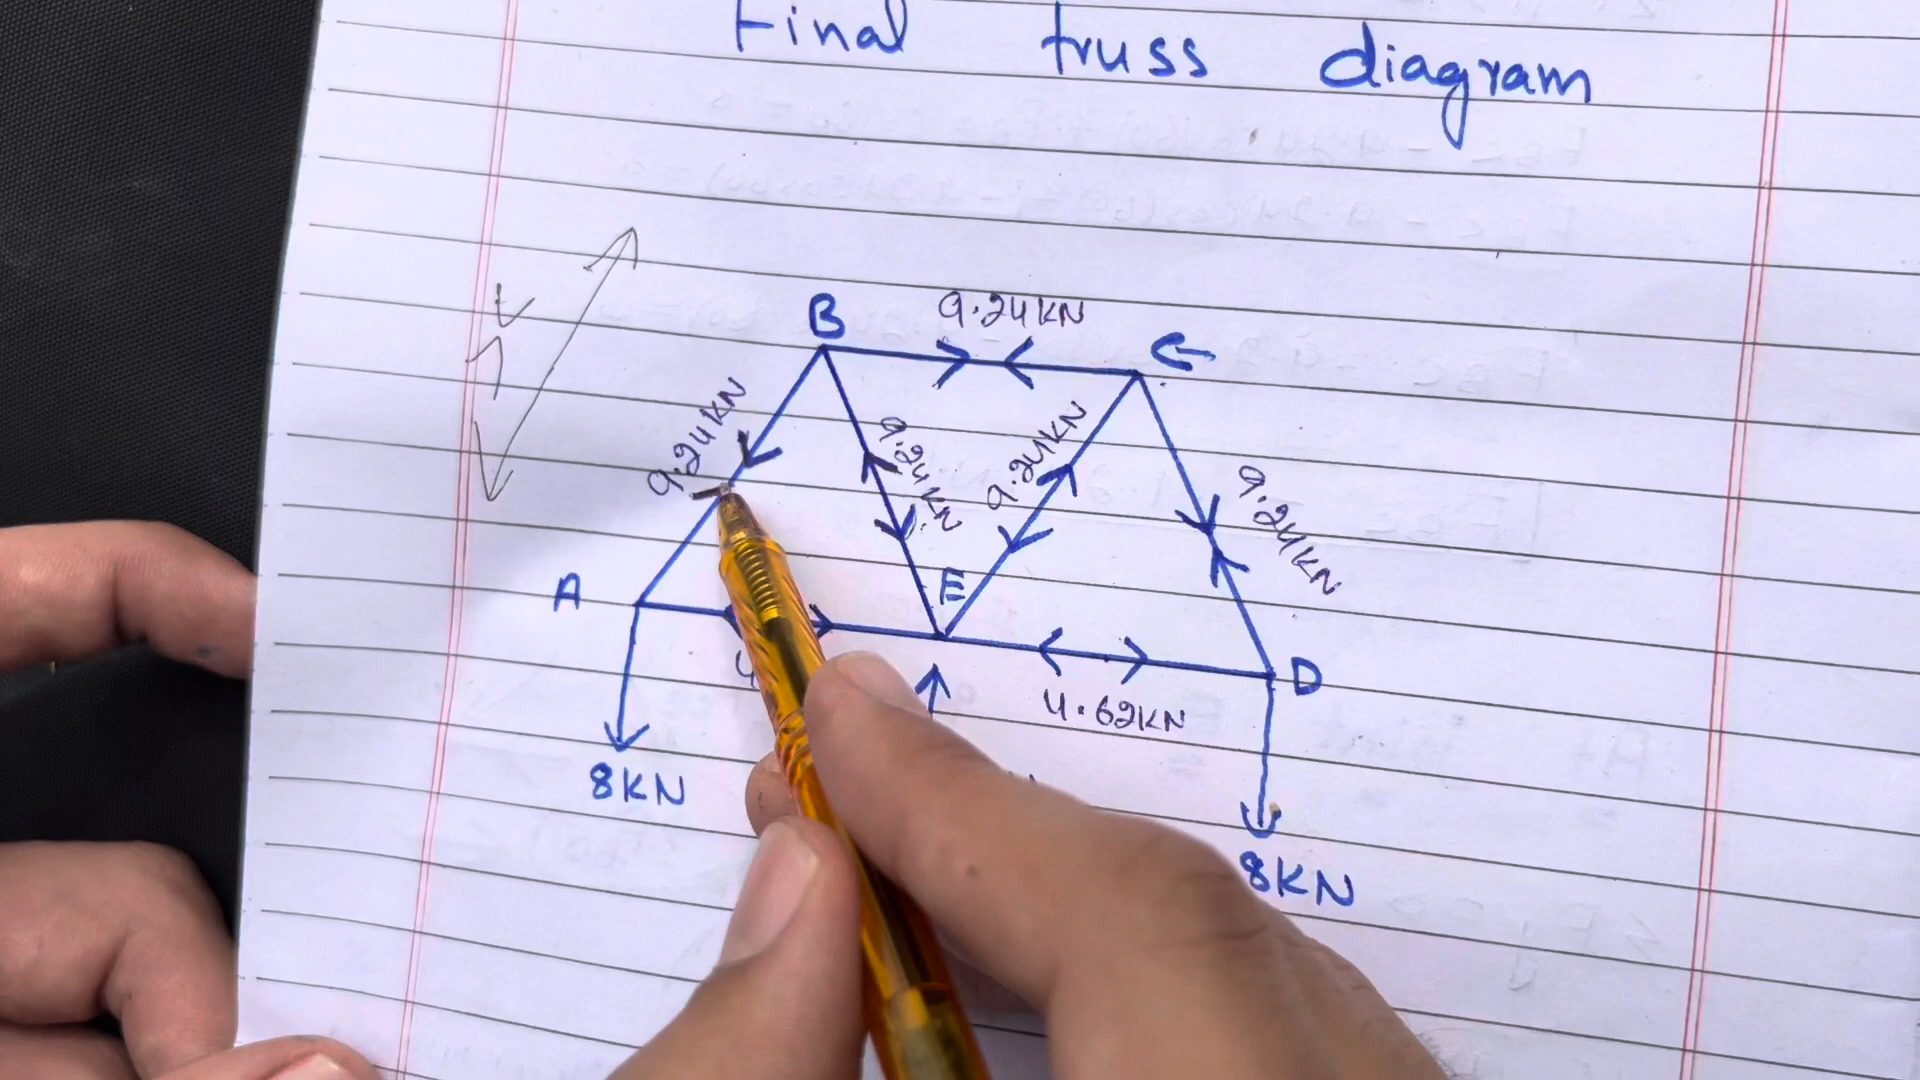 Final truss diagram
B
9.24KN
C
9.24KN
9.24KN
9.24KN
9.24KN
A
E
D
4.62KN
8KN
8KN